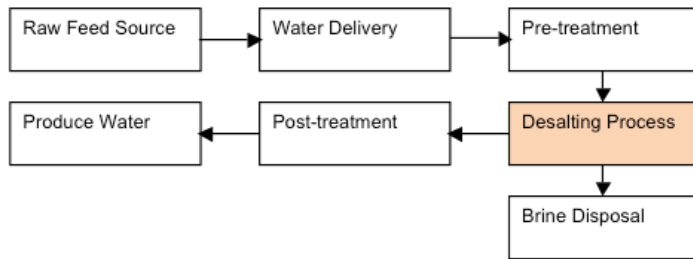 Raw Feed Source
Water Delivery
Pre-treatment
Produce Water
Post-treatment
Desalting Process
Brine Disposal